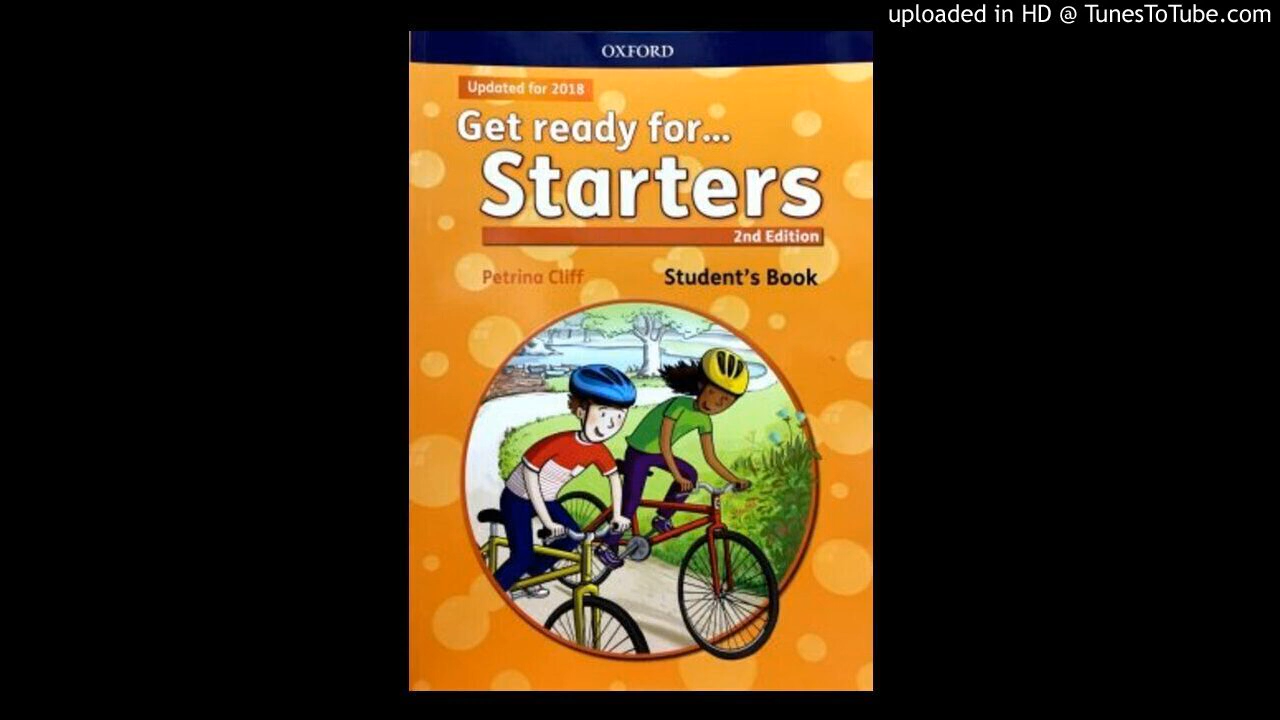 uploaded in HD @ TunesToTube.com
OXFORD
Updated for 2018
Get ready for...
Starters
2nd Edition
Petrina Cliff
Student's Book